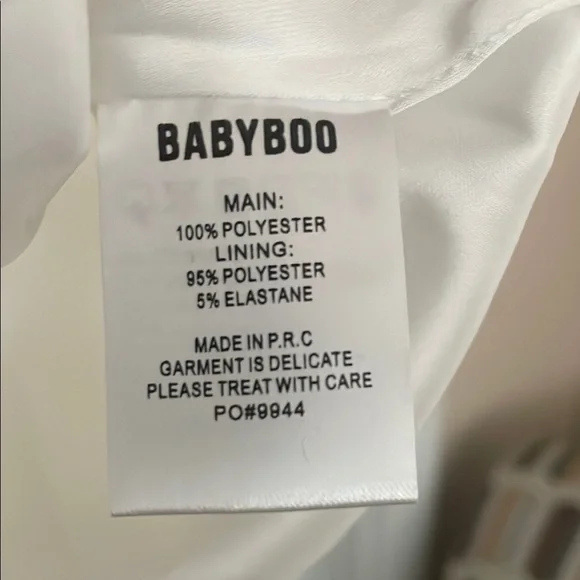 BABYBOO
MAIN:
100% POLYESTER
LINING:
95% POLYESTER
5% ELASTANE
MADE IN P.R.C
GARMENT IS DELICATE
PLEASE TREAT WITH CARE
PO#9944